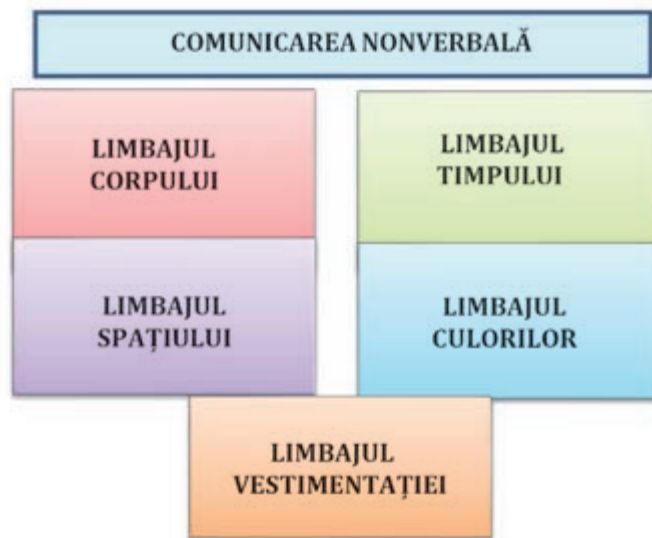 COMUNICAREA NONVERBALĂ
LIMBAJUL
CORPULUI
LIMBAJUL
TIMPULUI
LIMBAJUL
SPAȚIULUI
LIMBAJUL
CULORILOR
LIMBAJUL
VESTIMENTAȚIEI